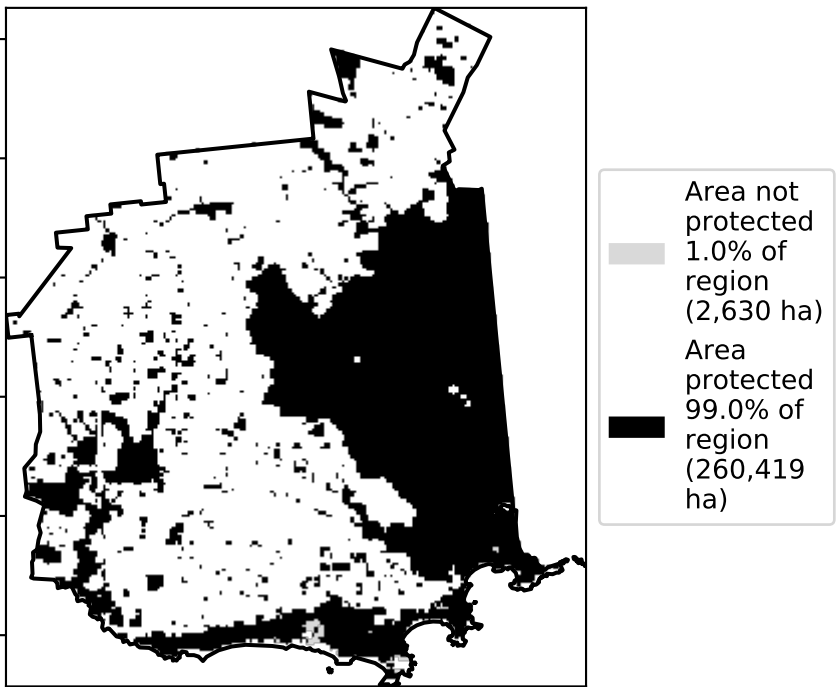 Area not
protected
1.0% of
region
(2,630 ha)
Area
protected
99.0% of
region
(260,419
ha)